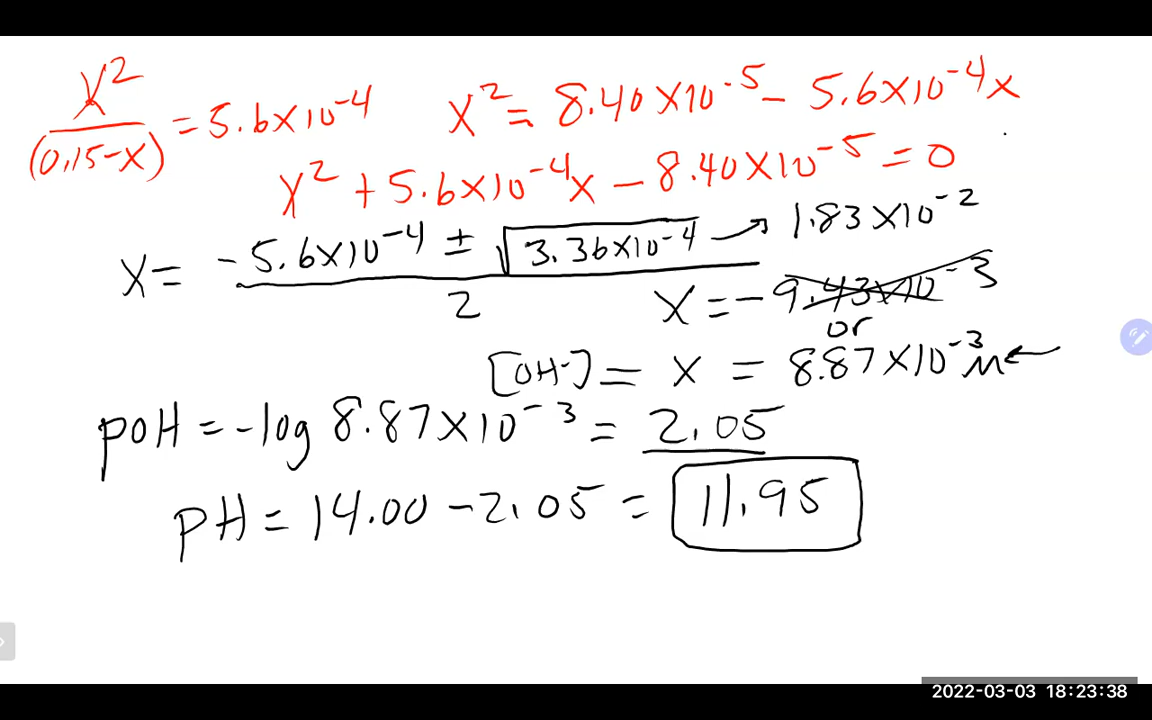 x²/(0.15-x) = 5.6x10⁻⁴   x² = 8.40x10⁻⁵ - 5.6x10⁻⁴x
x² + 5.6x10⁻⁴x - 8.40x10⁻⁵ = 0
x = (-5.6x10⁻⁴ ± √3.36x10⁻⁴)/2 → 1.83x10⁻²
x = -9.43x10⁻³
or
[OH⁻] = x = 8.87x10⁻³ M ←
pOH = -log 8.87x10⁻³ = 2.05
pH = 14.00 - 2.05 = 11.95
2022-03-03 18:23:38